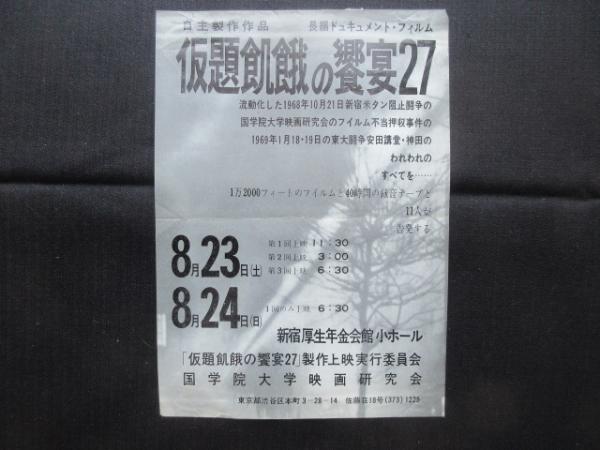 自主製作作品 長編ドキュメント・フィルム
仮題飢餓の饗宴27
流動化した1968年10月21日新宿米タン阻止闘争の
国学院大学映画研究会のフイルム不当押収事件の
1969年1月18・19日の東大闘争安田講堂・神田の
われわれの
すべてを……
1万2000フィートのフイルムと40時間の録音テープと
11人が
告発する
8月23日(土) 第1回上映 11:30
第2回上映 3:00
第3回上映 6:30
8月24日(日) 1回のみ上映 6:30
新宿厚生年金会館 小ホール
「仮題飢餓の饗宴27」製作上映実行委員会
国学院大学映画研究会
東京都渋谷区本町3-28-14 佐藤荘18号(373)1228